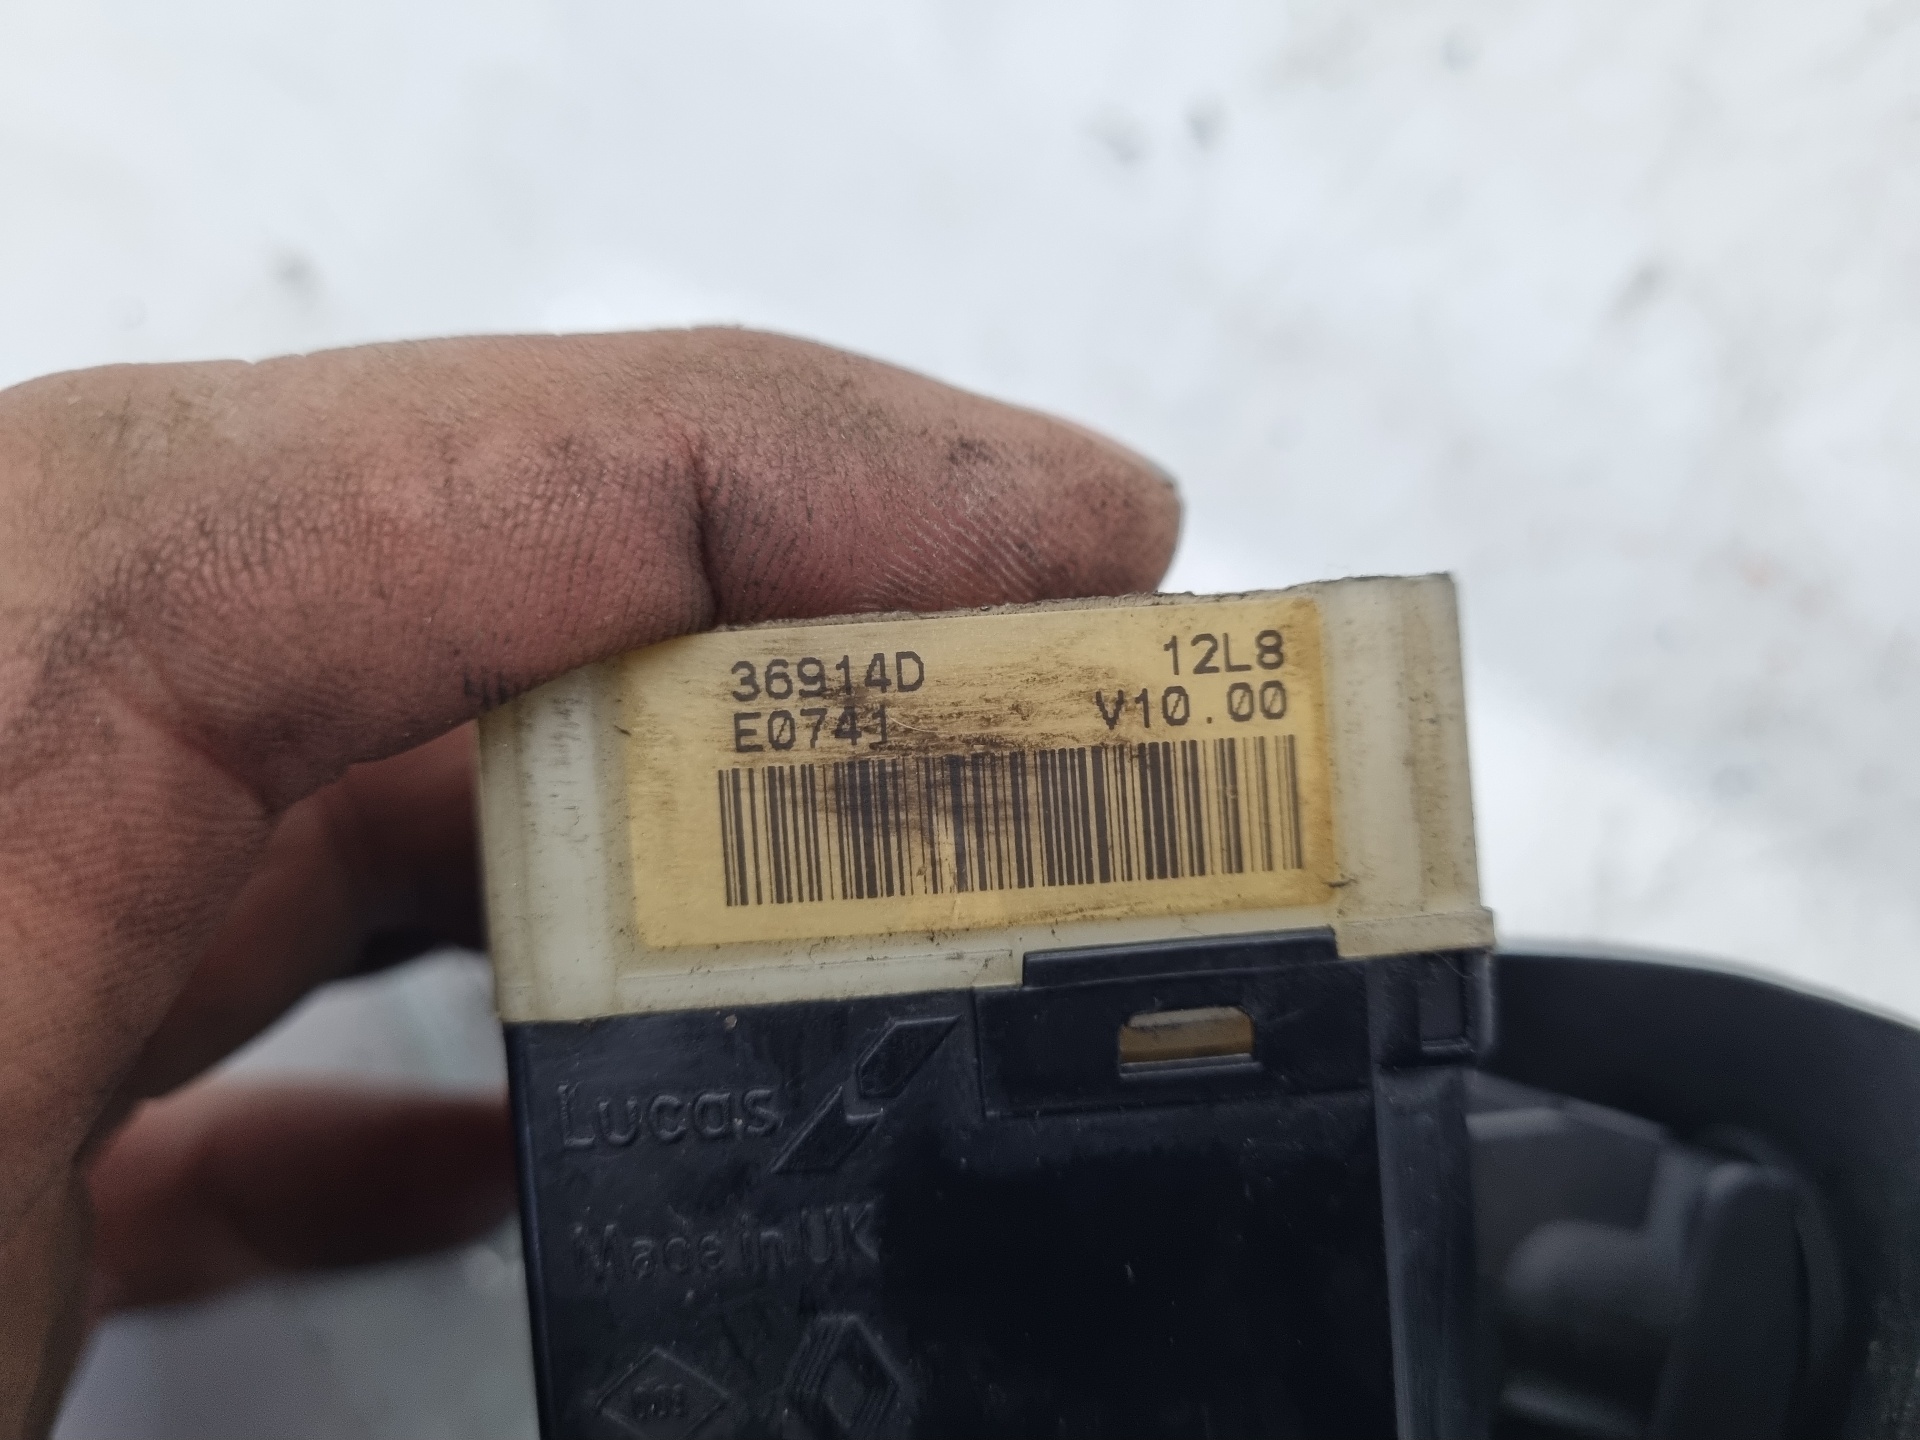 36914D 12L8
E0741 V10.00
Lucas
Made in UK